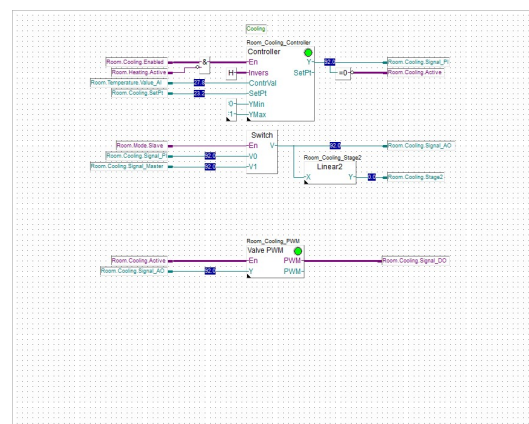 Cooling
Room_Cooling_Controller
Controller
Room.Cooling.Enabled & En Y Room.Cooling.Signal_PI
Room.Heating.Active H Invers SetPt =0 Room.Cooling.Active
Room.Temperature.Value_AI ContrVal
Room.Cooling.SetPt SetPt
0 YMin
1 YMax
Switch
Room.Mode.Slave En V Room.Cooling.Signal_AO
Room.Cooling.Signal_PI V0 Room_Cooling_Stage2
Room.Cooling.Signal_Master V1 Linear2
X Y Room.Cooling.Stage2
Room_Cooling_PWM
Valve PWM
Room.Cooling.Active En PWM Room.Cooling.Signal_DO
Room.Cooling.Signal_AO Y PWM